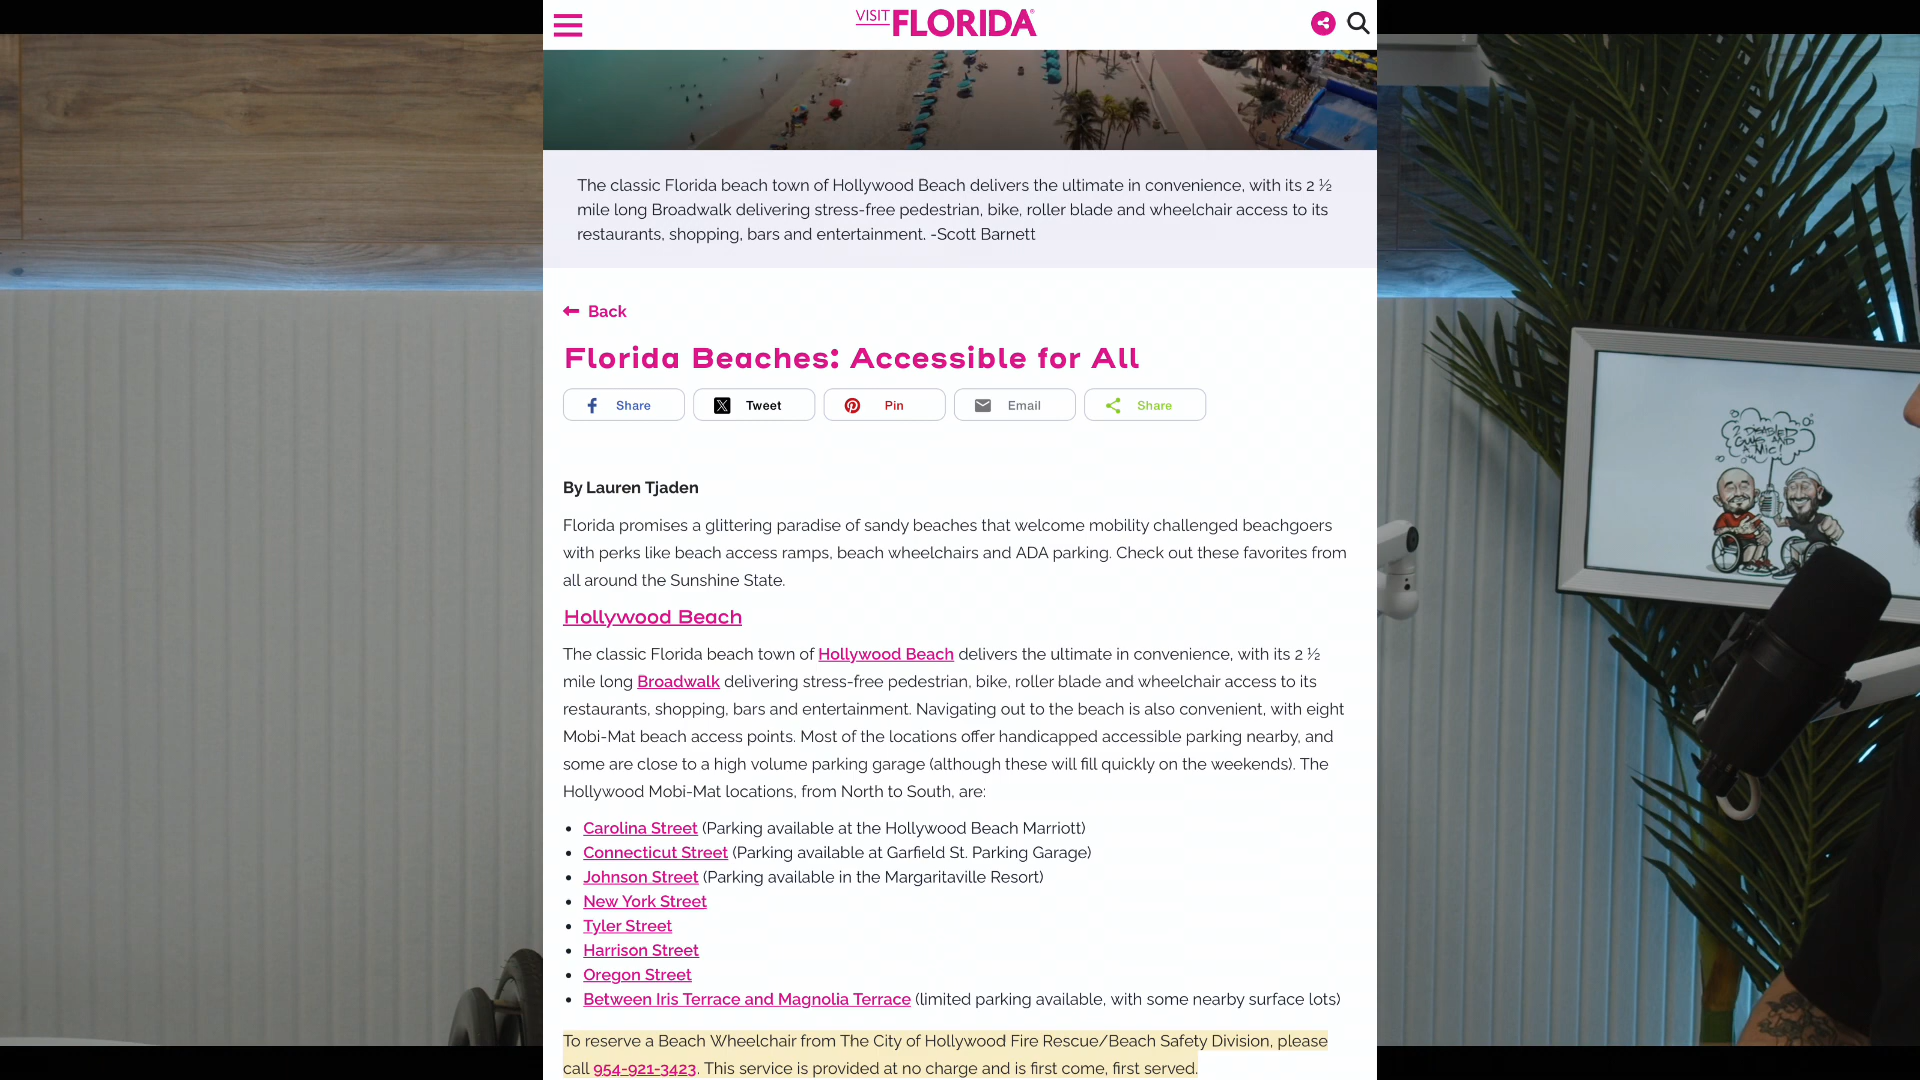 VISIT FLORIDA
The classic Florida beach town of Hollywood Beach delivers the ultimate in convenience, with its 2 ½
mile long Broadwalk delivering stress-free pedestrian, bike, roller blade and wheelchair access to its
restaurants, shopping, bars and entertainment. -Scott Barnett
Back
Florida Beaches: Accessible for All
Share Tweet Pin Email Share
By Lauren Tjaden
Florida promises a glittering paradise of sandy beaches that welcome mobility challenged beachgoers
with perks like beach access ramps, beach wheelchairs and ADA parking. Check out these favorites from
all around the Sunshine State.
Hollywood Beach
The classic Florida beach town of Hollywood Beach delivers the ultimate in convenience, with its 2 ½
mile long Broadwalk delivering stress-free pedestrian, bike, roller blade and wheelchair access to its
restaurants, shopping, bars and entertainment. Navigating out to the beach is also convenient, with eight
Mobi-Mat beach access points. Most of the locations offer handicapped accessible parking nearby, and
some are close to a high volume parking garage (although these will fill quickly on the weekends). The
Hollywood Mobi-Mat locations, from North to South, are:
• Carolina Street (Parking available at the Hollywood Beach Marriott)
• Connecticut Street (Parking available at Garfield St. Parking Garage)
• Johnson Street (Parking available in the Margaritaville Resort)
• New York Street
• Tyler Street
• Harrison Street
• Oregon Street
• Between Iris Terrace and Magnolia Terrace (limited parking available, with some nearby surface lots)
To reserve a Beach Wheelchair from The City of Hollywood Fire Rescue/Beach Safety Division, please
call 954-921-3423. This service is provided at no charge and is first come, first served.
2 DISABLED
GUYS AND
A MIC!